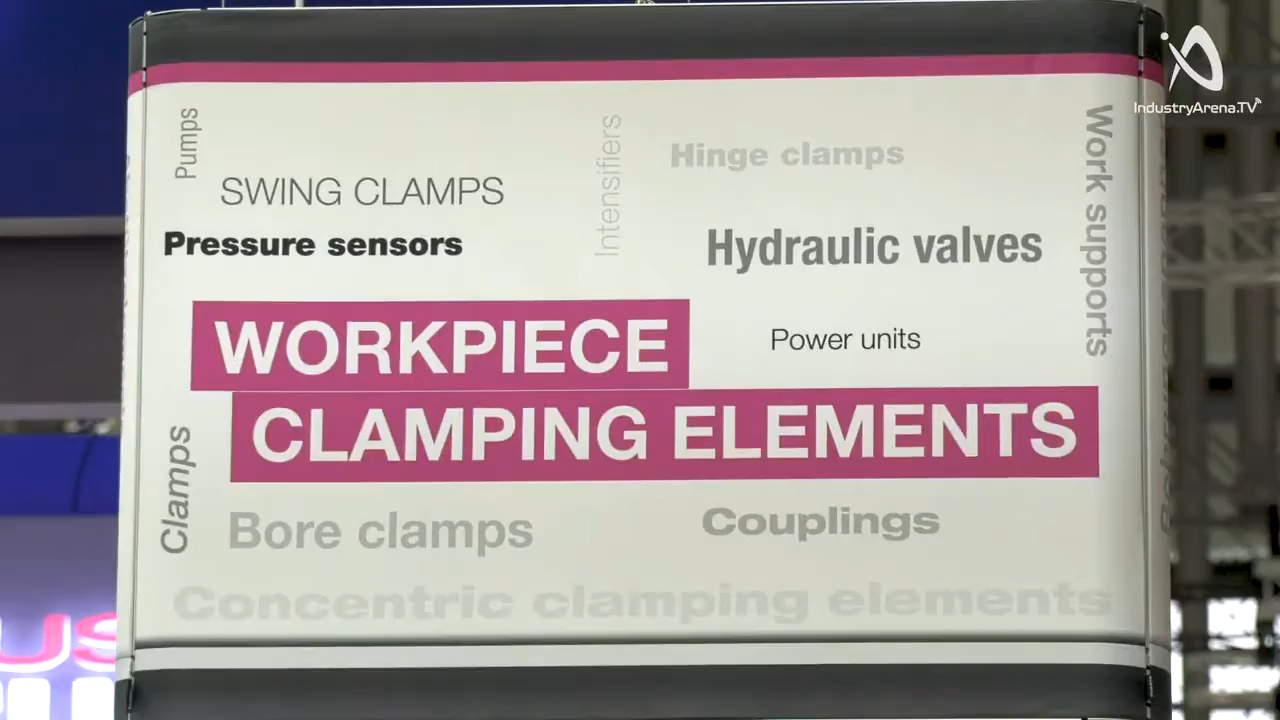 IndustryArena.TV
Pumps
SWING CLAMPS
Intensifiers
Hinge clamps
Work supports
Pressure sensors
Hydraulic valves
WORKPIECE
Power units
CLAMPING ELEMENTS
Clamps
Bore clamps
Couplings
Concentric clamping elements
US